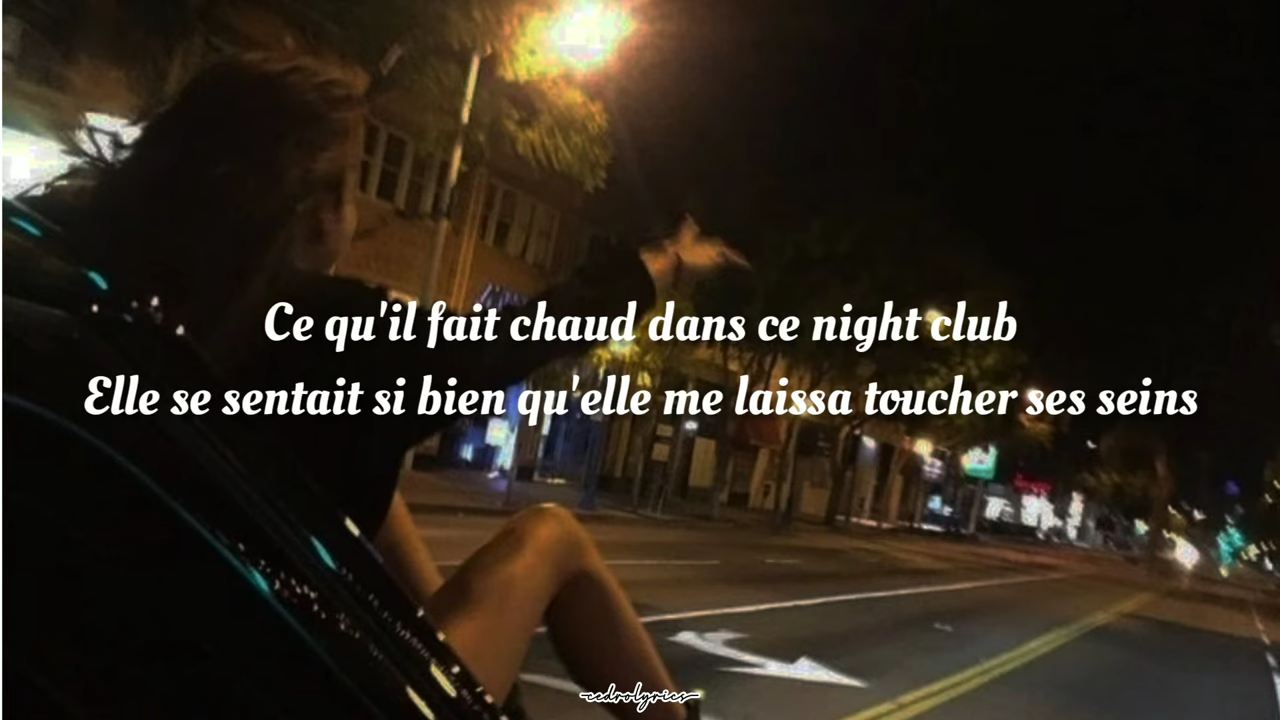 Ce qu'il fait chaud dans ce night club
Elle se sentait si bien qu'elle me laissa toucher ses seins
-cedrolyrics-